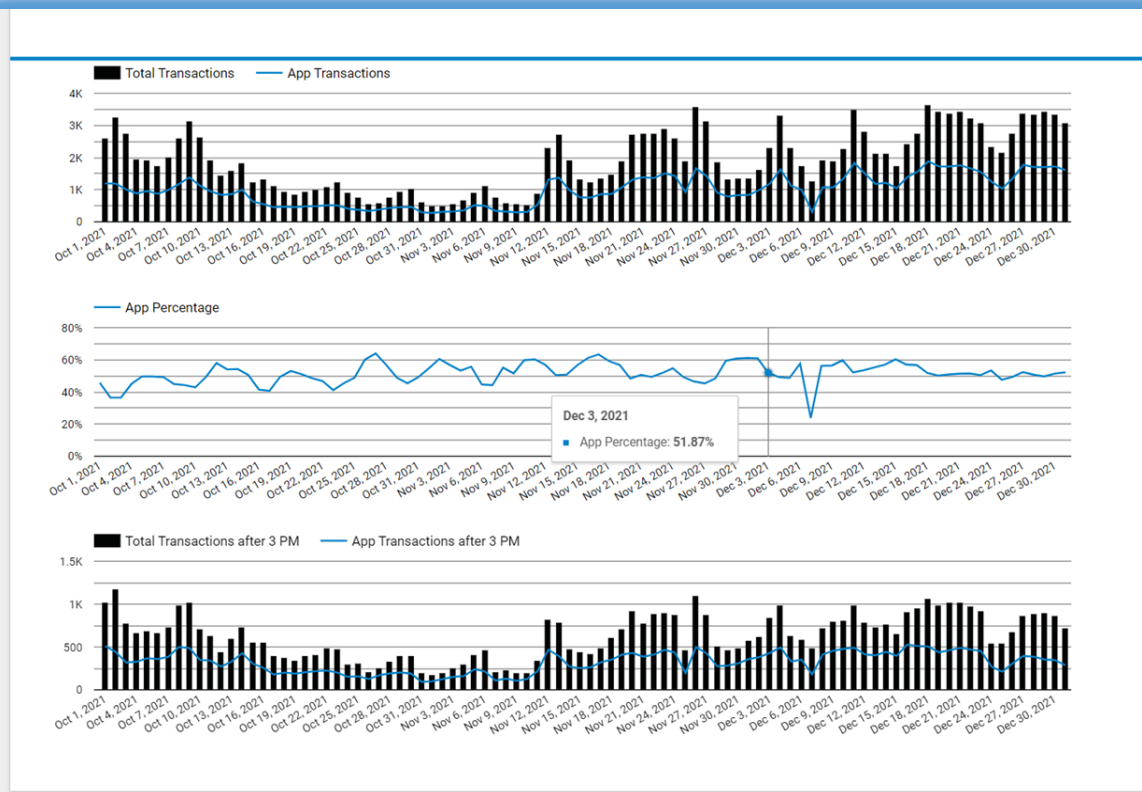 Total Transactions App Transactions
4K
3K
2K
1K
0
Oct 1, 2021 Oct 4, 2021 Oct 7, 2021 Oct 10, 2021 Oct 13, 2021 Oct 16, 2021 Oct 19, 2021 Oct 22, 2021 Oct 25, 2021 Oct 28, 2021 Oct 31, 2021 Nov 3, 2021 Nov 6, 2021 Nov 9, 2021 Nov 12, 2021 Nov 15, 2021 Nov 18, 2021 Nov 21, 2021 Nov 24, 2021 Nov 27, 2021 Nov 30, 2021 Dec 3, 2021 Dec 6, 2021 Dec 9, 2021 Dec 12, 2021 Dec 15, 2021 Dec 18, 2021 Dec 21, 2021 Dec 24, 2021 Dec 27, 2021 Dec 30, 2021
App Percentage
80%
60%
40%
20%
0%
Dec 3, 2021
App Percentage: 51.87%
Oct 1, 2021 Oct 4, 2021 Oct 7, 2021 Oct 10, 2021 Oct 13, 2021 Oct 16, 2021 Oct 19, 2021 Oct 22, 2021 Oct 25, 2021 Oct 28, 2021 Oct 31, 2021 Nov 3, 2021 Nov 6, 2021 Nov 9, 2021 Nov 12, 2021 Nov 15, 2021 Nov 18, 2021 Nov 21, 2021 Nov 24, 2021 Nov 27, 2021 Nov 30, 2021 Dec 3, 2021 Dec 6, 2021 Dec 9, 2021 Dec 12, 2021 Dec 15, 2021 Dec 18, 2021 Dec 21, 2021 Dec 24, 2021 Dec 27, 2021 Dec 30, 2021
Total Transactions after 3 PM App Transactions after 3 PM
1.5K
1K
500
0
Oct 1, 2021 Oct 4, 2021 Oct 7, 2021 Oct 10, 2021 Oct 13, 2021 Oct 16, 2021 Oct 19, 2021 Oct 22, 2021 Oct 25, 2021 Oct 28, 2021 Oct 31, 2021 Nov 3, 2021 Nov 6, 2021 Nov 9, 2021 Nov 12, 2021 Nov 15, 2021 Nov 18, 2021 Nov 21, 2021 Nov 24, 2021 Nov 27, 2021 Nov 30, 2021 Dec 3, 2021 Dec 6, 2021 Dec 9, 2021 Dec 12, 2021 Dec 15, 2021 Dec 18, 2021 Dec 21, 2021 Dec 24, 2021 Dec 27, 2021 Dec 30, 2021